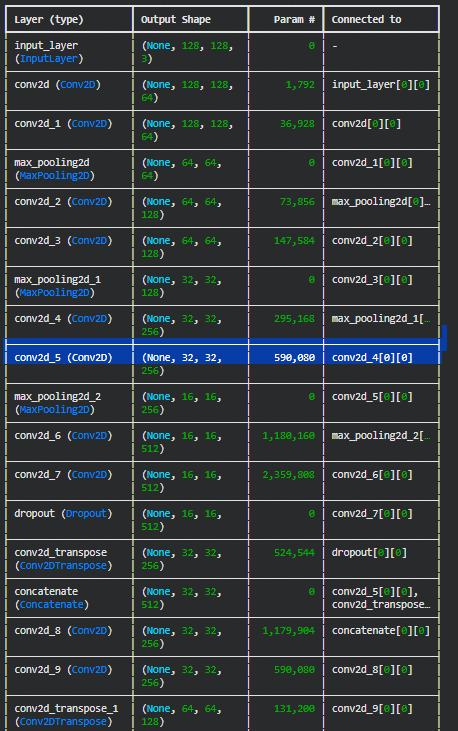 Layer (type) Output Shape Param # Connected to
input_layer (None, 128, 128, 0 -
(InputLayer) 3)
conv2d (Conv2D) (None, 128, 128, 1,792 input_layer[0][0]
64)
conv2d_1 (Conv2D) (None, 128, 128, 36,928 conv2d[0][0]
64)
max_pooling2d (None, 64, 64, 0 conv2d_1[0][0]
(MaxPooling2D) 64)
conv2d_2 (Conv2D) (None, 64, 64, 73,856 max_pooling2d[0]…
128)
conv2d_3 (Conv2D) (None, 64, 64, 147,584 conv2d_2[0][0]
128)
max_pooling2d_1 (None, 32, 32, 0 conv2d_3[0][0]
(MaxPooling2D) 128)
conv2d_4 (Conv2D) (None, 32, 32, 295,168 max_pooling2d_1[…
256)
conv2d_5 (Conv2D) (None, 32, 32, 590,080 conv2d_4[0][0]
256)
max_pooling2d_2 (None, 16, 16, 0 conv2d_5[0][0]
(MaxPooling2D) 256)
conv2d_6 (Conv2D) (None, 16, 16, 1,180,160 max_pooling2d_2[…
512)
conv2d_7 (Conv2D) (None, 16, 16, 2,359,808 conv2d_6[0][0]
512)
dropout (Dropout) (None, 16, 16, 0 conv2d_7[0][0]
512)
conv2d_transpose (None, 32, 32, 524,544 dropout[0][0]
(Conv2DTranspose) 256)
concatenate (None, 32, 32, 0 conv2d_5[0][0],
(Concatenate) 512) conv2d_transpose…
conv2d_8 (Conv2D) (None, 32, 32, 1,179,904 concatenate[0][0]
256)
conv2d_9 (Conv2D) (None, 32, 32, 590,080 conv2d_8[0][0]
256)
conv2d_transpose_1 (None, 64, 64, 131,200 conv2d_9[0][0]
(Conv2DTranspose) 128)